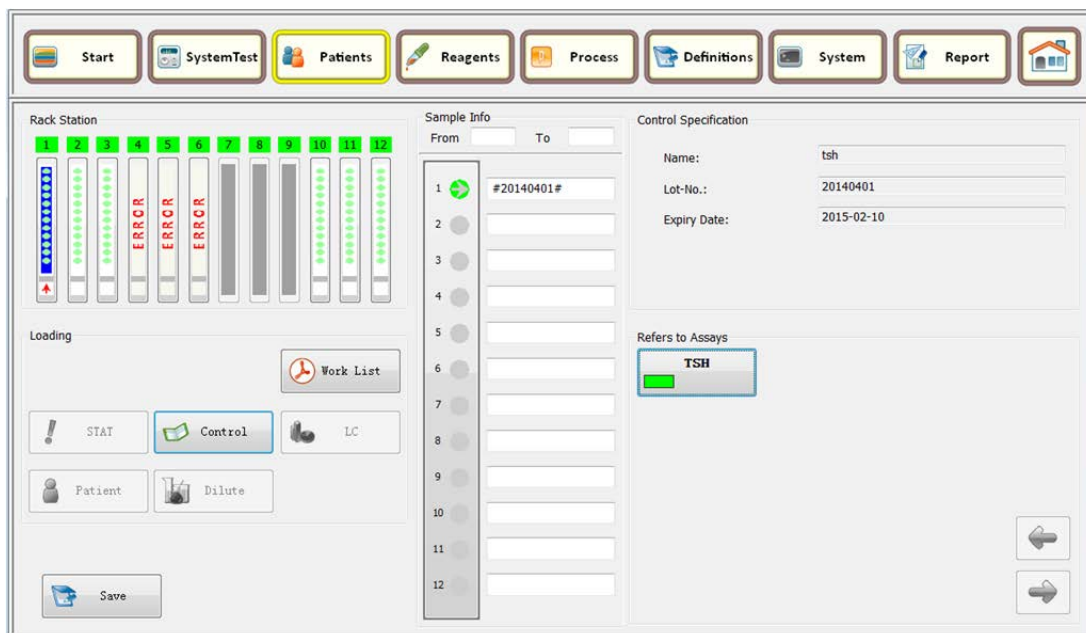 Start SystemTest Patients Reagents Process Definitions System Report
Rack Station
1 2 3 4 5 6 7 8 9 10 11 12
ERROR ERROR ERROR
Loading
Work List
STAT Control LC
Patient Dilute
Save
Sample Info
From To
1 #20140401#
2
3
4
5
6
7
8
9
10
11
12
Control Specification
Name: tsh
Lot-No.: 20140401
Expiry Date: 2015-02-10
Refers to Assays
TSH